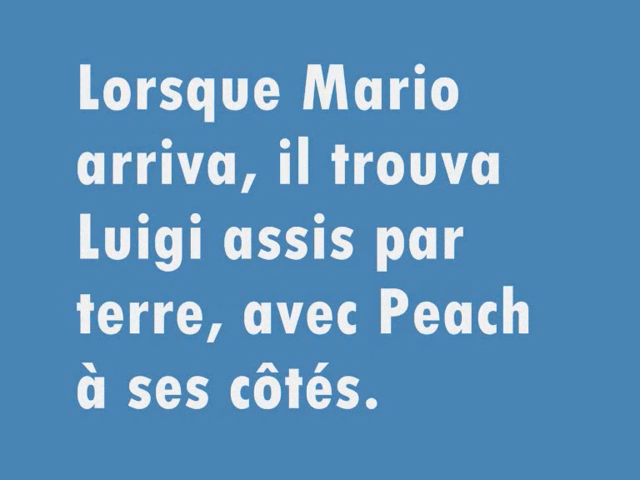 Lorsque Mario
arriva, il trouva
Luigi assis par
terre, avec Peach
à ses côtés.